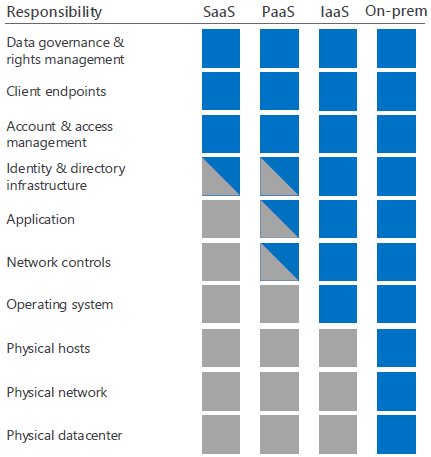 Responsibility SaaS PaaS IaaS On-prem
Data governance &
rights management
Client endpoints
Account & access
management
Identity & directory
infrastructure
Application
Network controls
Operating system
Physical hosts
Physical network
Physical datacenter